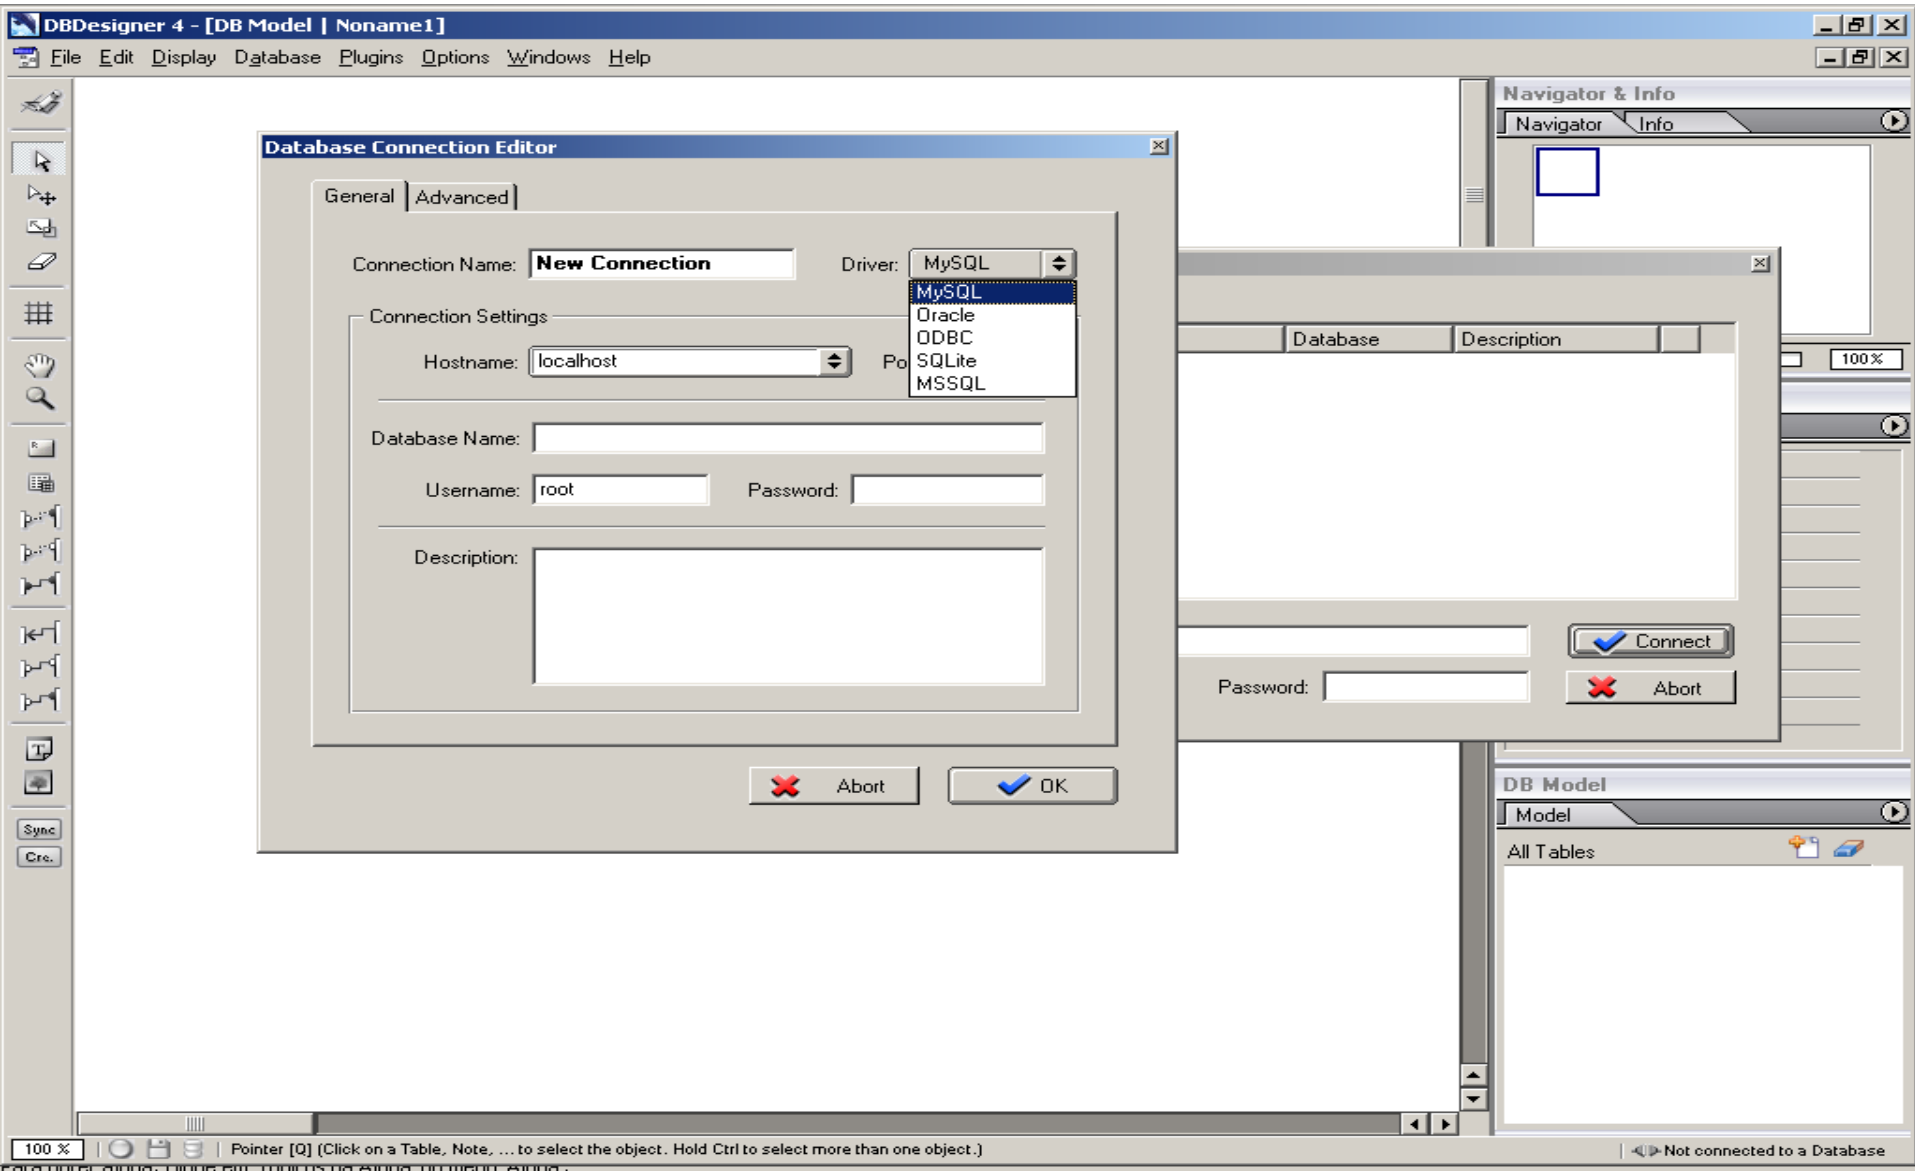 DBDesigner 4 - [DB Model | Noname1]
File Edit Display Database Plugins Options Windows Help
Navigator & Info
Navigator Info
Database Connection Editor
General Advanced
Connection Name: New Connection Driver: MySQL
MySQL
Oracle
ODBC
SQLite
MSSQL
Connection Settings
Hostname: localhost Po
Database Name:
Username: root Password:
Description:
Abort OK
Database Description
Connect
Password: Abort
100%
DB Model
Model
All Tables
Sync
Cre.
100 % Pointer [Q] (Click on a Table, Note, ... to select the object. Hold Ctrl to select more than one object.) Not connected to a Database